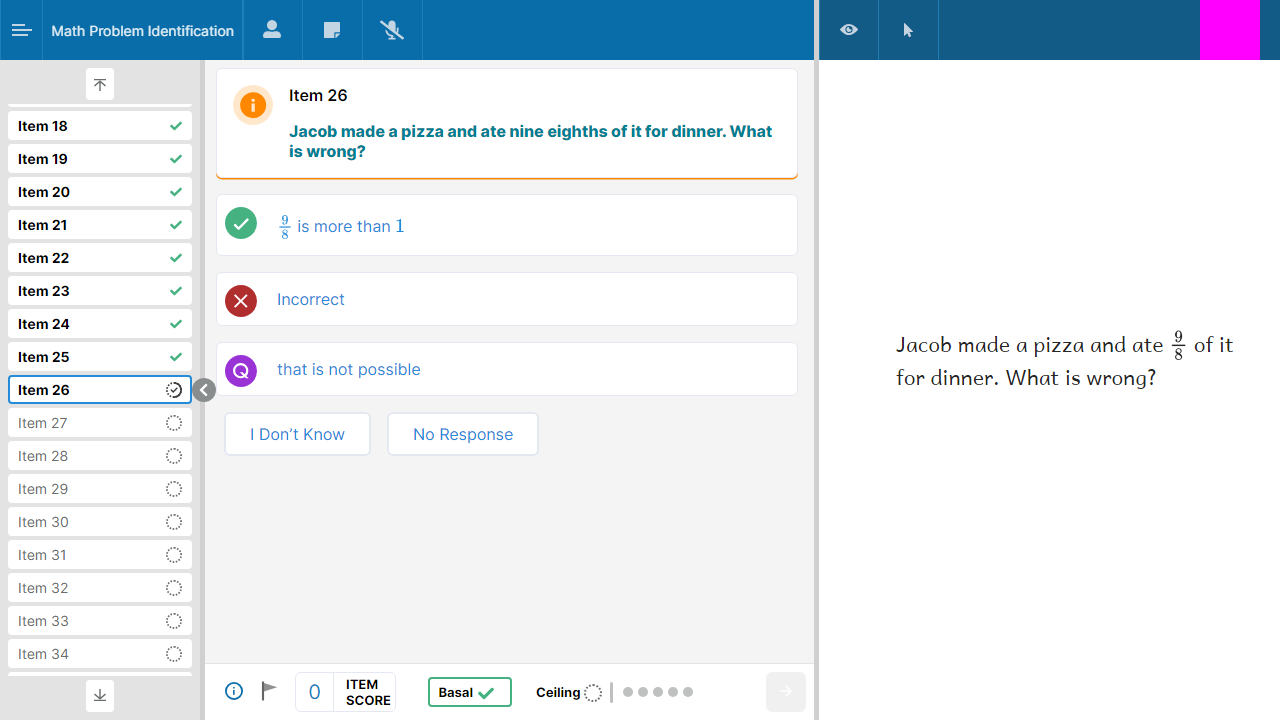 Math Problem Identification
Item 18
Item 19
Item 20
Item 21
Item 22
Item 23
Item 24
Item 25
Item 26
Item 27
Item 28
Item 29
Item 30
Item 31
Item 32
Item 33
Item 34
Item 26
Jacob made a pizza and ate nine eighths of it for dinner. What
is wrong?
9/8 is more than 1
Incorrect
Q that is not possible
I Don’t Know No Response
0 ITEM
SCORE
Basal Ceiling
Jacob made a pizza and ate 9/8 of it
for dinner. What is wrong?